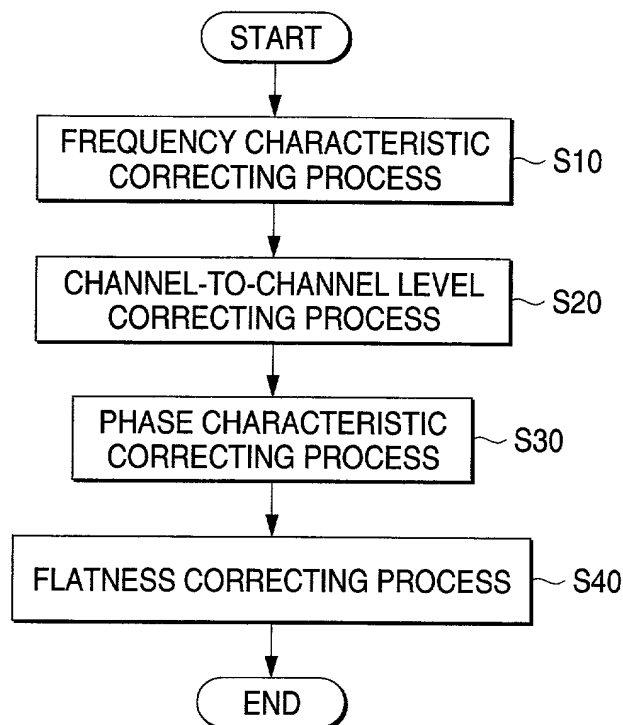 START
FREQUENCY CHARACTERISTIC
CORRECTING PROCESS
S10
CHANNEL-TO-CHANNEL LEVEL
CORRECTING PROCESS
S20
PHASE CHARACTERISTIC
CORRECTING PROCESS
S30
FLATNESS CORRECTING PROCESS
S40
END